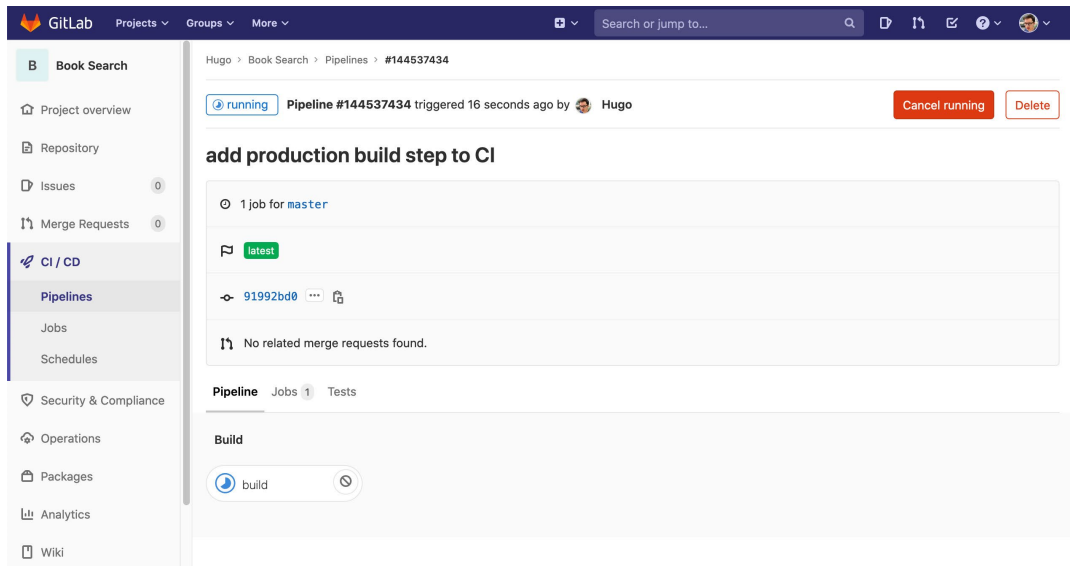 GitLab Projects Groups More Search or jump to...
B Book Search
Project overview
Repository
Issues 0
Merge Requests 0
CI / CD
Pipelines
Jobs
Schedules
Security & Compliance
Operations
Packages
Analytics
Wiki
Hugo > Book Search > Pipelines > #144537434
running Pipeline #144537434 triggered 16 seconds ago by Hugo Cancel running Delete
add production build step to CI
1 job for master
latest
91992bd0
No related merge requests found.
Pipeline Jobs 1 Tests
Build
build